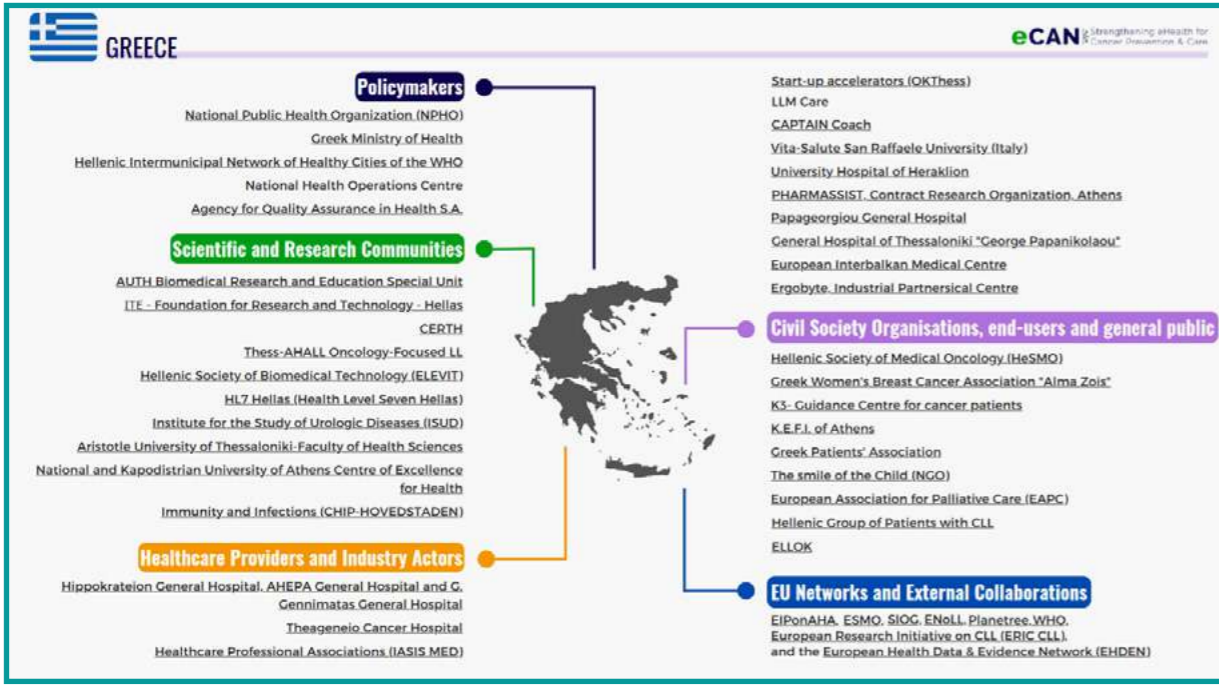 GREECE
eCAN Strengthening eHealth for
Cancer Prevention & Care
Policymakers
National Public Health Organization (NPHO)
Greek Ministry of Health
Hellenic Intermunicipal Network of Healthy Cities of the WHO
National Health Operations Centre
Agency for Quality Assurance in Health S.A.
Scientific and Research Communities
AUTH Biomedical Research and Education Special Unit
ITE - Foundation for Research and Technology - Hellas
CERTH
Thess-AHALL Oncology-Focused LL
Hellenic Society of Biomedical Technology (ELEVIT)
HL7 Hellas (Health Level Seven Hellas)
Institute for the Study of Urologic Diseases (ISUD)
Aristotle University of Thessaloniki-Faculty of Health Sciences
National and Kapodistrian University of Athens Centre of Excellence
for Health
Immunity and Infections (CHIP-HOVEDSTADEN)
Healthcare Providers and Industry Actors
Hippokrateion General Hospital, AHEPA General Hospital and G.
Gennimatas General Hospital
Theageneio Cancer Hospital
Healthcare Professional Associations (IASIS MED)
Start-up accelerators (OKThess)
LLM Care
CAPTAIN Coach
Vita-Salute San Raffaele University (Italy)
University Hospital of Heraklion
PHARMASSIST, Contract Research Organization, Athens
Papageorgiou General Hospital
General Hospital of Thessaloniki "George Papanikolaou"
European Interbalkan Medical Centre
Ergobyte, Industrial Partnersical Centre
Civil Society Organisations, end-users and general public
Hellenic Society of Medical Oncology (HeSMO)
Greek Women's Breast Cancer Association "Alma Zois"
K3- Guidance Centre for cancer patients
K.E.F.I. of Athens
Greek Patients' Association
The smile of the Child (NGO)
European Association for Palliative Care (EAPC)
Hellenic Group of Patients with CLL
ELLOK
EU Networks and External Collaborations
EIPonAHA, ESMO, SIOG, ENoLL, Planetree, WHO,
European Research Initiative on CLL (ERIC CLL),
and the European Health Data & Evidence Network (EHDEN)